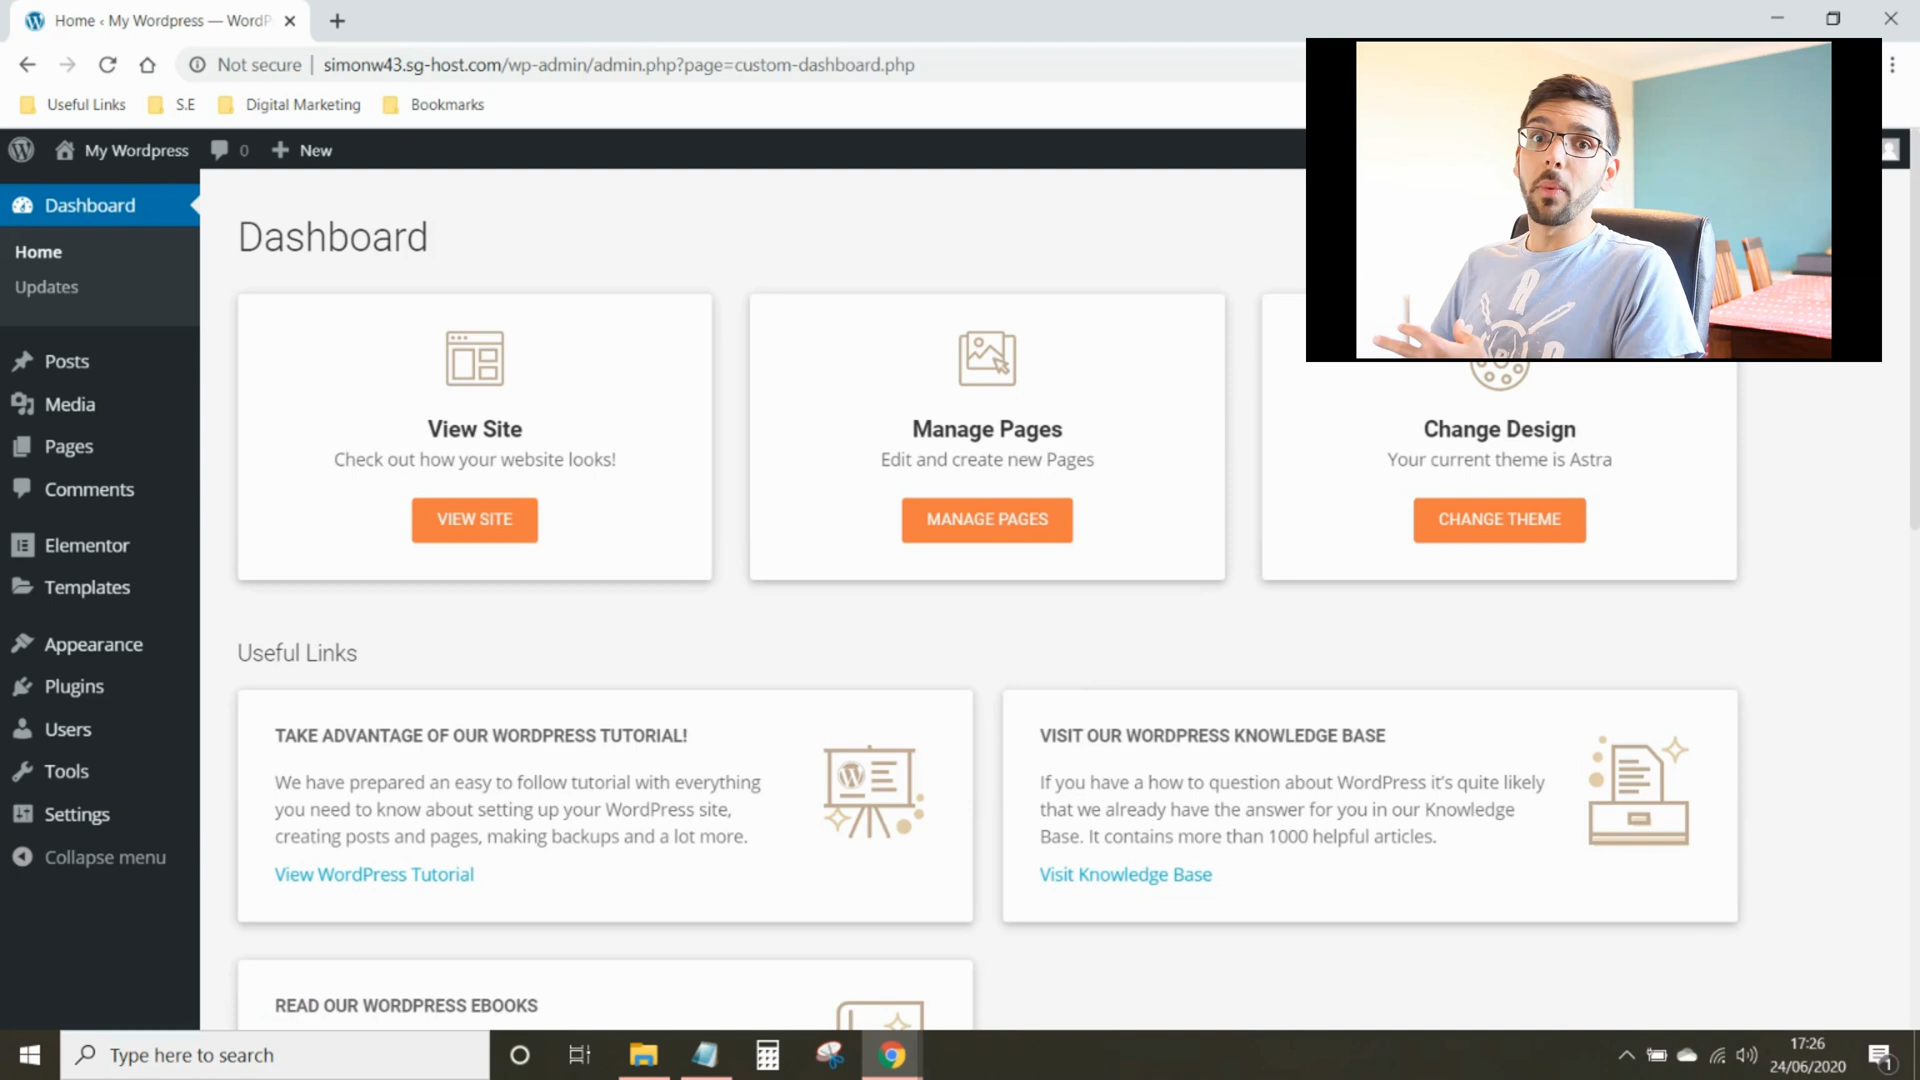 Home ‹ My Wordpress — WordP
Not secure | simonw43.sg-host.com/wp-admin/admin.php?page=custom-dashboard.php
Useful Links S.E Digital Marketing Bookmarks
My Wordpress 0 New
Dashboard
Home
Updates
Posts
Media
Pages
Comments
Elementor
Templates
Appearance
Plugins
Users
Tools
Settings
Collapse menu
Dashboard
View Site
Check out how your website looks!
VIEW SITE
Manage Pages
Edit and create new Pages
MANAGE PAGES
Change Design
Your current theme is Astra
CHANGE THEME
Useful Links
TAKE ADVANTAGE OF OUR WORDPRESS TUTORIAL!
We have prepared an easy to follow tutorial with everything
you need to know about setting up your WordPress site,
creating posts and pages, making backups and a lot more.
View WordPress Tutorial
VISIT OUR WORDPRESS KNOWLEDGE BASE
If you have a how to question about WordPress it's quite likely
that we already have the answer for you in our Knowledge
Base. It contains more than 1000 helpful articles.
Visit Knowledge Base
READ OUR WORDPRESS EBOOKS
Type here to search
17:26
24/06/2020
1